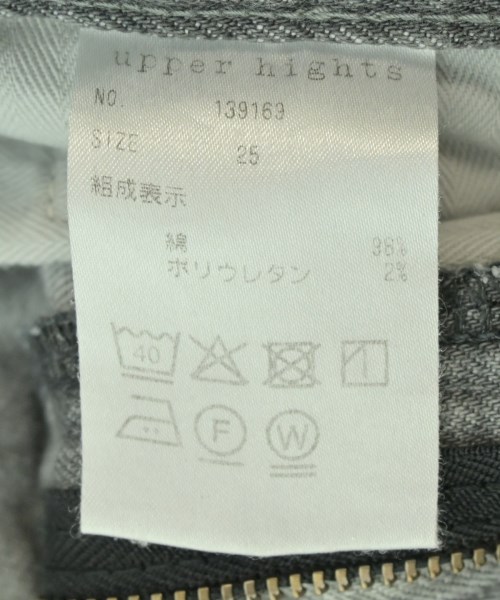 upper hights
NO. 139169
SIZE 25
組成表示
綿 98%
ポリウレタン 2%
40
F W